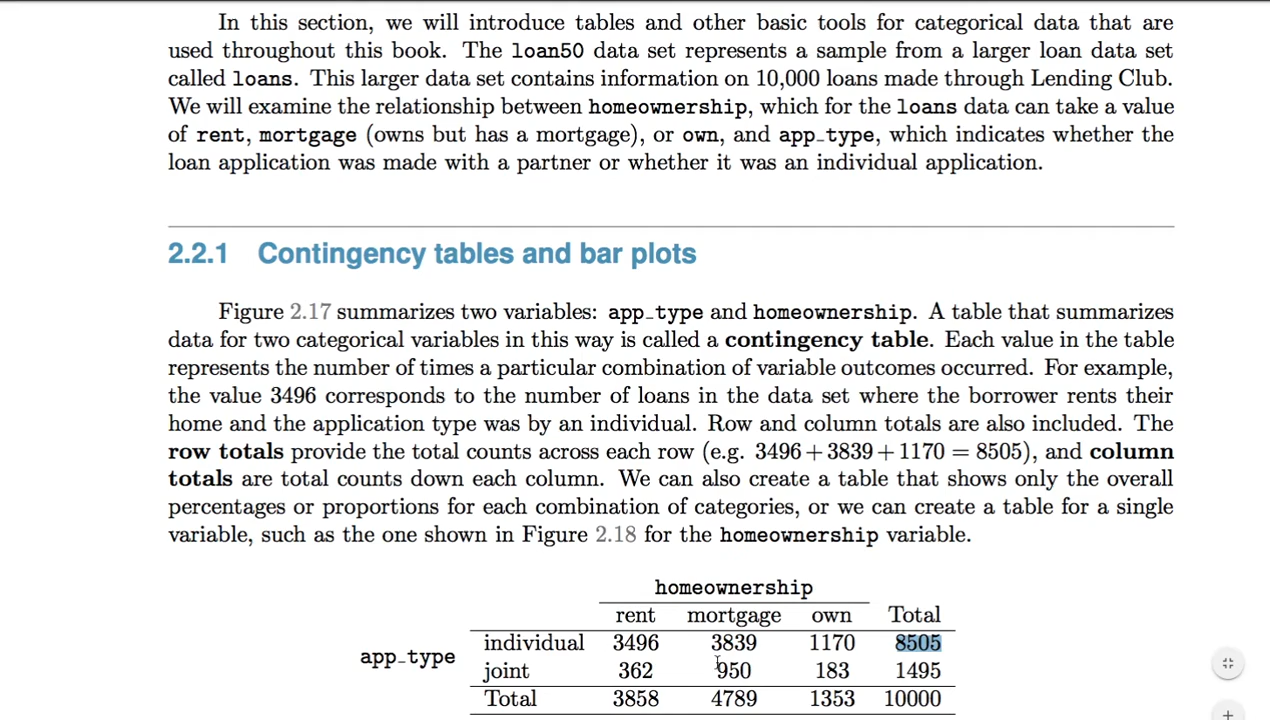 In this section, we will introduce tables and other basic tools for categorical data that are
used throughout this book. The loan50 data set represents a sample from a larger loan data set
called loans. This larger data set contains information on 10,000 loans made through Lending Club.
We will examine the relationship between homeownership, which for the loans data can take a value
of rent, mortgage (owns but has a mortgage), or own, and app_type, which indicates whether the
loan application was made with a partner or whether it was an individual application.
2.2.1 Contingency tables and bar plots
Figure 2.17 summarizes two variables: app_type and homeownership. A table that summarizes
data for two categorical variables in this way is called a contingency table. Each value in the table
represents the number of times a particular combination of variable outcomes occurred. For example,
the value 3496 corresponds to the number of loans in the data set where the borrower rents their
home and the application type was by an individual. Row and column totals are also included. The
row totals provide the total counts across each row (e.g. 3496 + 3839 + 1170 = 8505), and column
totals are total counts down each column. We can also create a table that shows only the overall
percentages or proportions for each combination of categories, or we can create a table for a single
variable, such as the one shown in Figure 2.18 for the homeownership variable.
homeownership
rent mortgage own Total
individual 3496 3839 1170 8505
app_type
joint 362 950 183 1495
Total 3858 4789 1353 10000